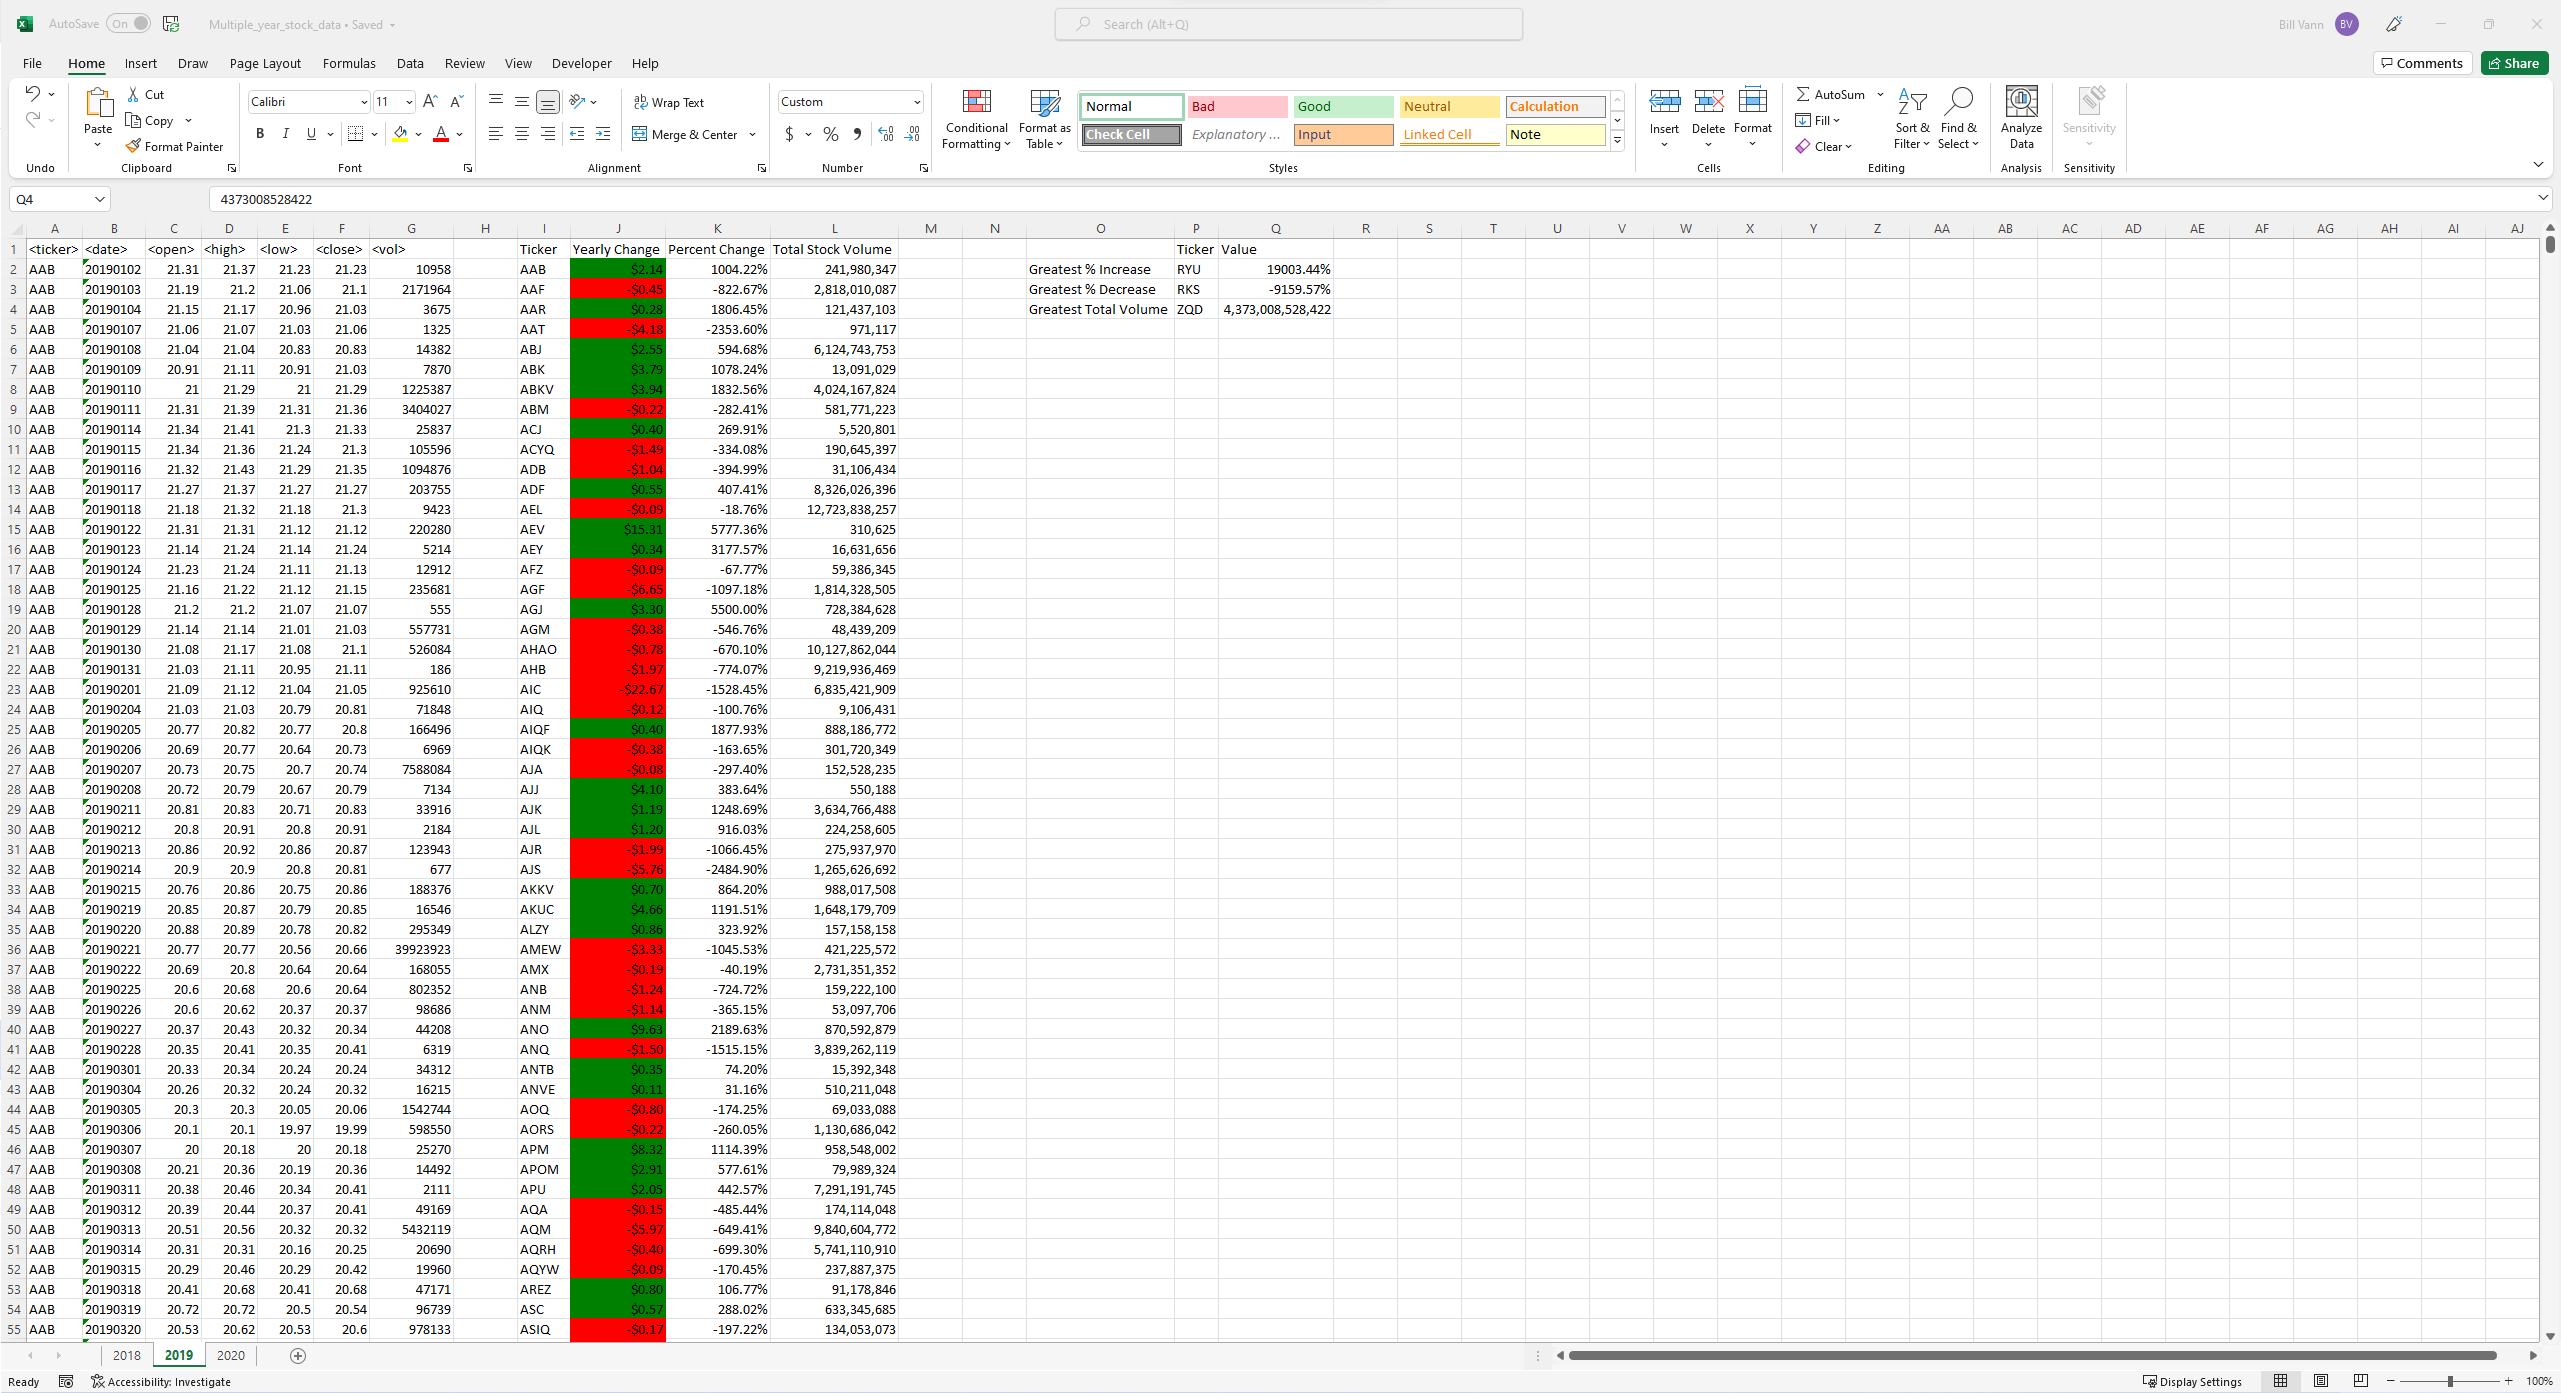 AutoSave On Multiple_year_stock_data • Saved Search (Alt+Q) Bill Vann BV
File Home Insert Draw Page Layout Formulas Data Review View Developer Help Comments Share
Cut Calibri 11 Wrap Text Custom Normal Bad Good Neutral Calculation AutoSum
Paste Copy B I U Merge & Center $ % Conditional Formatting Format as Table Check Cell Explanatory ... Input Linked Cell Note Insert Delete Format Fill Sort & Filter Find & Select Analyze Data Sensitivity
Format Painter Clear
Undo Clipboard Font Alignment Number Styles Cells Editing Analysis Sensitivity
Q4 4373008528422
A B C D E F G H I J K L M N O P Q R S T U V W X Y Z AA AB AC AD AE AF AG AH AI AJ
1 <ticker> <date> <open> <high> <low> <close> <vol> Ticker Yearly Change Percent Change Total Stock Volume Ticker Value
2 AAB 20190102 21.31 21.37 21.23 21.23 10958 AAB $2.14 1004.22% 241,980,347 Greatest % Increase RYU 19003.44%
3 AAB 20190103 21.19 21.2 21.06 21.1 2171964 AAF -$0.45 -822.67% 2,818,010,087 Greatest % Decrease RKS -9159.57%
4 AAB 20190104 21.15 21.17 20.96 21.03 3675 AAR $0.28 1806.45% 121,437,103 Greatest Total Volume ZQD 4,373,008,528,422
5 AAB 20190107 21.06 21.07 21.03 21.06 1325 AAT -$4.18 -2353.60% 971,117
6 AAB 20190108 21.04 21.04 20.83 20.83 14382 ABJ $2.55 594.68% 6,124,743,753
7 AAB 20190109 20.91 21.11 20.91 21.03 7870 ABK $3.79 1078.24% 13,091,029
8 AAB 20190110 21 21.29 21 21.29 1225387 ABKV $3.94 1832.56% 4,024,167,824
9 AAB 20190111 21.31 21.39 21.31 21.36 3404027 ABM -$0.22 -282.41% 581,771,223
10 AAB 20190114 21.34 21.41 21.3 21.33 25837 ACJ $0.40 269.91% 5,520,801
11 AAB 20190115 21.34 21.36 21.24 21.3 105596 ACYQ -$1.49 -334.08% 190,645,397
12 AAB 20190116 21.32 21.43 21.29 21.35 1094876 ADB -$1.04 -394.99% 31,106,434
13 AAB 20190117 21.27 21.37 21.27 21.27 203755 ADF $0.55 407.41% 8,326,026,396
14 AAB 20190118 21.18 21.32 21.18 21.3 9423 AEL -$0.09 -18.76% 12,723,838,257
15 AAB 20190122 21.31 21.31 21.12 21.12 220280 AEV $15.31 5777.36% 310,625
16 AAB 20190123 21.14 21.24 21.14 21.24 5214 AEY $0.34 3177.57% 16,631,656
17 AAB 20190124 21.23 21.24 21.11 21.13 12912 AFZ -$0.09 -67.77% 59,386,345
18 AAB 20190125 21.16 21.22 21.12 21.15 235681 AGF -$6.65 -1097.18% 1,814,328,505
19 AAB 20190128 21.2 21.2 21.07 21.07 555 AGJ $3.30 5500.00% 728,384,628
20 AAB 20190129 21.14 21.14 21.01 21.03 557731 AGM -$0.38 -546.76% 48,439,209
21 AAB 20190130 21.08 21.17 21.08 21.1 526084 AHAO -$0.78 -670.10% 10,127,862,044
22 AAB 20190131 21.03 21.11 20.95 21.11 186 AHB -$1.97 -774.07% 9,219,936,469
23 AAB 20190201 21.09 21.12 21.04 21.05 925610 AIC -$22.67 -1528.45% 6,835,421,909
24 AAB 20190204 21.03 21.03 20.79 20.81 71848 AIQ -$0.12 -100.76% 9,106,431
25 AAB 20190205 20.77 20.82 20.77 20.8 166496 AIQF $0.40 1877.93% 888,186,772
26 AAB 20190206 20.69 20.77 20.64 20.73 6969 AIQK -$0.38 -163.65% 301,720,349
27 AAB 20190207 20.73 20.75 20.7 20.74 7588084 AJA -$0.08 -297.40% 152,528,235
28 AAB 20190208 20.72 20.79 20.67 20.79 7134 AJJ $4.10 383.64% 550,188
29 AAB 20190211 20.81 20.83 20.71 20.83 33916 AJK $1.19 1248.69% 3,634,766,488
30 AAB 20190212 20.8 20.91 20.8 20.91 2184 AJL $1.20 916.03% 224,258,605
31 AAB 20190213 20.86 20.92 20.86 20.87 123943 AJR -$1.99 -1066.45% 275,937,970
32 AAB 20190214 20.9 20.9 20.8 20.81 677 AJS -$5.76 -2484.90% 1,265,626,692
33 AAB 20190215 20.76 20.86 20.75 20.86 188376 AKKV $0.70 864.20% 988,017,508
34 AAB 20190219 20.85 20.87 20.79 20.85 16546 AKUC $4.66 1191.51% 1,648,179,709
35 AAB 20190220 20.88 20.89 20.78 20.82 295349 ALZY $0.86 323.92% 157,158,158
36 AAB 20190221 20.77 20.77 20.56 20.66 39923923 AMEW -$3.33 -1045.53% 421,225,572
37 AAB 20190222 20.69 20.8 20.64 20.64 168055 AMX -$0.19 -40.19% 2,731,351,352
38 AAB 20190225 20.6 20.68 20.6 20.64 802352 ANB -$1.24 -724.72% 159,222,100
39 AAB 20190226 20.6 20.62 20.37 20.37 98686 ANM -$1.14 -365.15% 53,097,706
40 AAB 20190227 20.37 20.43 20.32 20.34 44208 ANO $9.63 2189.63% 870,592,879
41 AAB 20190228 20.35 20.41 20.35 20.41 6319 ANQ -$1.50 -1515.15% 3,839,262,119
42 AAB 20190301 20.33 20.34 20.24 20.24 34312 ANTB $0.35 74.20% 15,392,348
43 AAB 20190304 20.26 20.32 20.24 20.32 16215 ANVE $0.11 31.16% 510,211,048
44 AAB 20190305 20.3 20.3 20.05 20.06 1542744 AOQ -$0.80 -174.25% 69,033,088
45 AAB 20190306 20.1 20.1 19.97 19.99 598550 AORS -$0.22 -260.05% 1,130,686,042
46 AAB 20190307 20 20.18 20 20.18 25270 APM $8.32 1114.39% 958,548,002
47 AAB 20190308 20.21 20.36 20.19 20.36 14492 APOM $2.91 577.61% 79,989,324
48 AAB 20190311 20.38 20.46 20.34 20.41 2111 APU $2.05 442.57% 7,291,191,745
49 AAB 20190312 20.39 20.44 20.37 20.41 49169 AQA -$0.15 -485.44% 174,114,048
50 AAB 20190313 20.51 20.56 20.32 20.32 5432119 AQM -$5.97 -649.41% 9,840,604,772
51 AAB 20190314 20.31 20.31 20.16 20.25 20690 AQRH -$0.40 -699.30% 5,741,110,910
52 AAB 20190315 20.29 20.46 20.29 20.42 19960 AQYW -$0.09 -170.45% 237,887,375
53 AAB 20190318 20.41 20.68 20.41 20.68 47171 AREZ $0.80 106.77% 91,178,846
54 AAB 20190319 20.72 20.72 20.5 20.54 96739 ASC $0.57 288.02% 633,345,685
55 AAB 20190320 20.53 20.62 20.53 20.6 978133 ASIQ -$0.17 -197.22% 134,053,073
2018 2019 2020
Ready Accessibility: Investigate Display Settings 100%